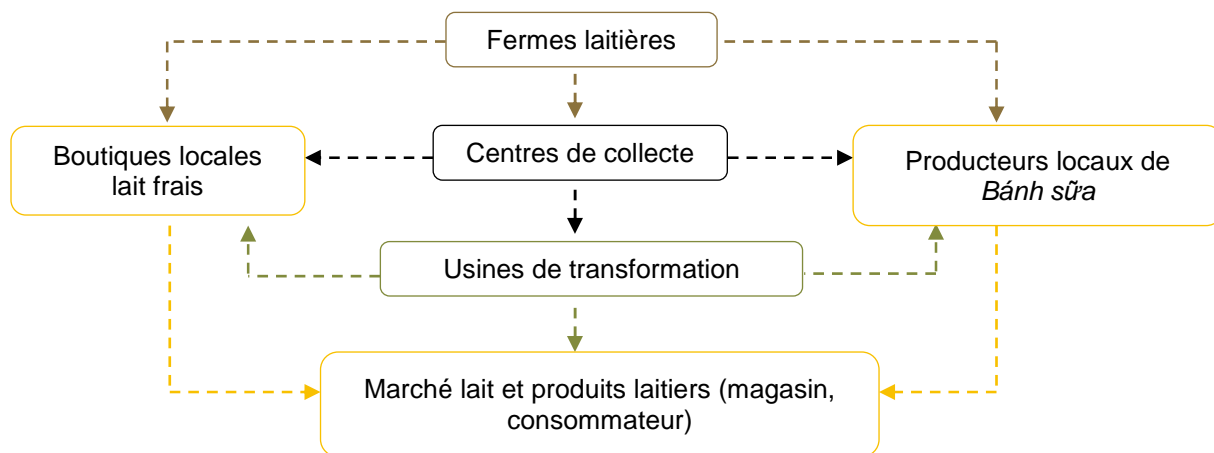 Fermes laitières
Boutiques locales
lait frais
Centres de collecte
Producteurs locaux de
Bánh sữa
Usines de transformation
Marché lait et produits laitiers (magasin,
consommateur)